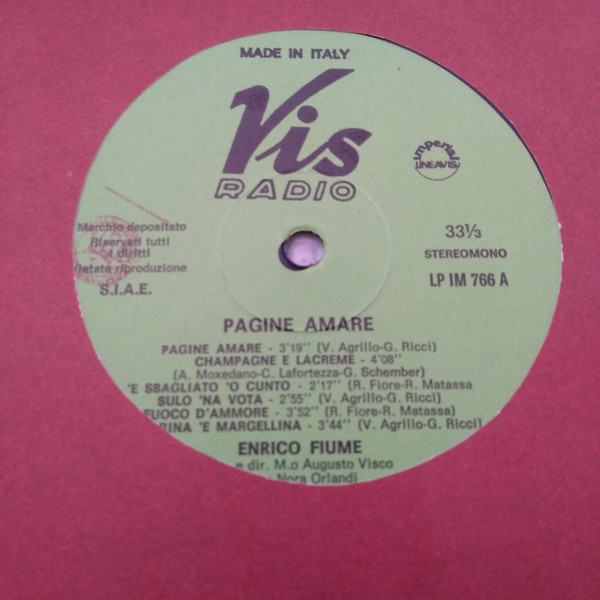 MADE IN ITALY
Vis
RADIO
imperial
LINEAVIS
Marchio depositato
Riservati tutti
i diritti
Vietata riproduzione
S.I.A.E.
33⅓
STEREOMONO
LP IM 766 A
PAGINE AMARE
PAGINE AMARE - 3'19'' (V. Agrillo-G. Ricci)
CHAMPAGNE E LACREME - 4'08''
(A. Moxedano-C. Lafortezza-G. Schember)
'E SBAGLIATO 'O CUNTO - 2'17'' (R. Fiore-R. Matassa
SULO 'NA VOTA - 2'55'' (V. Agrillo-G. Ricci)
FUOCO D'AMMORE - 3'52'' (R. Fiore-R. Matassa)
'E MARGELLINA - 3'44'' (V. Agrillo-G. Ricci)
ENRICO FIUME
e dir. M.o Augusto Visco
Nora Orlandi